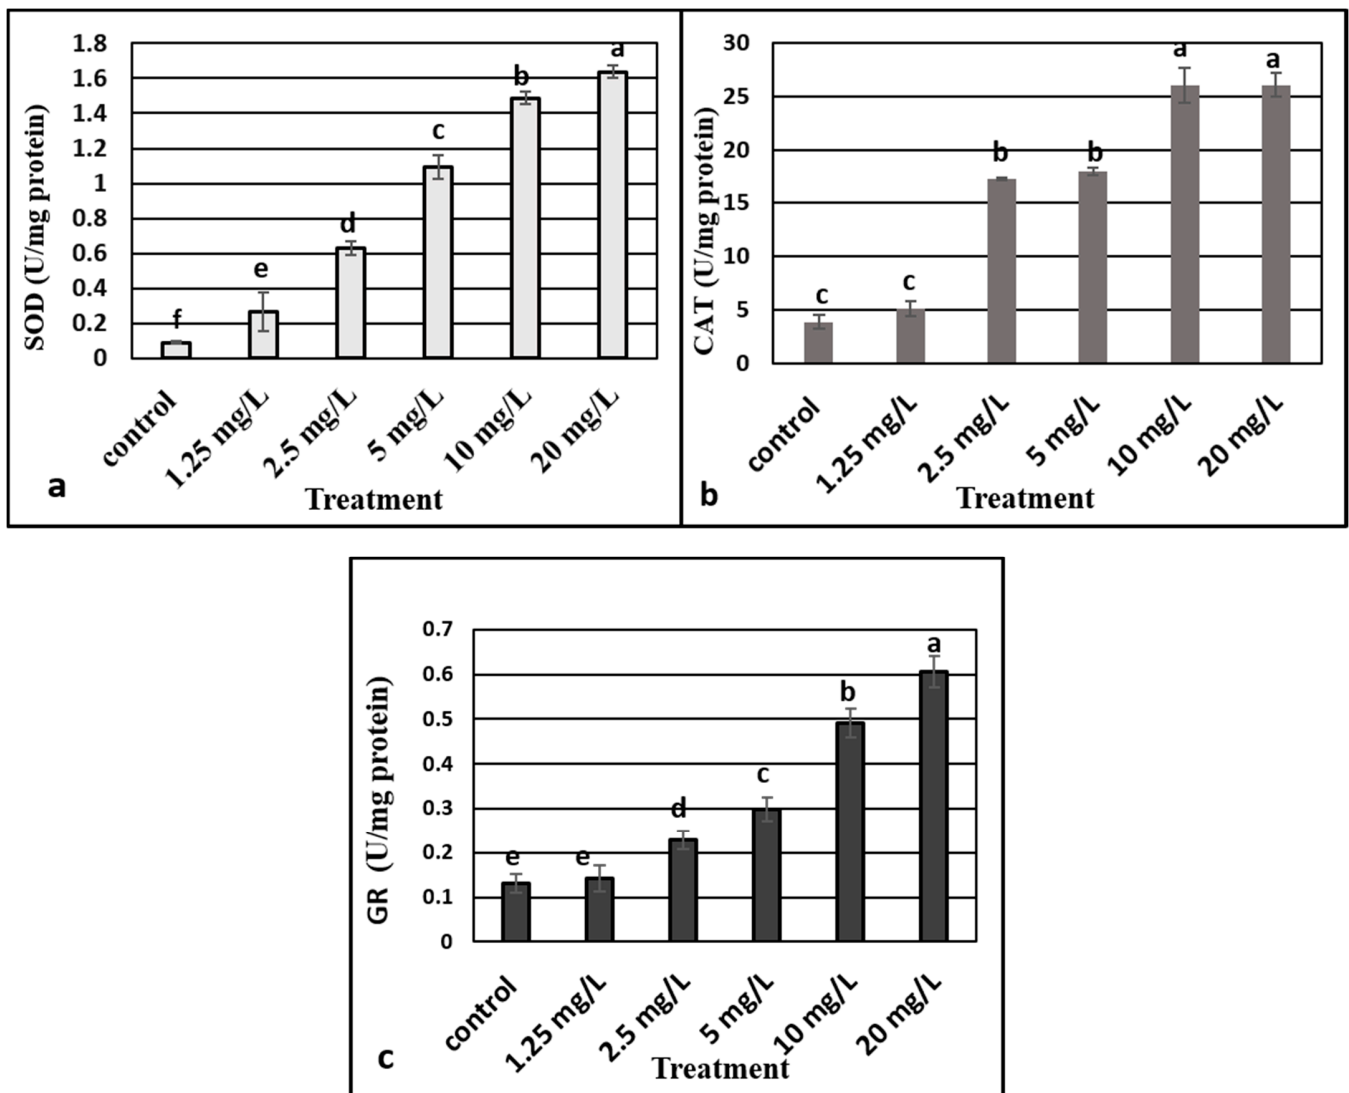 SOD (U/mg protein)
1.8
1.6
1.4
1.2
1
0.8
0.6
0.4
0.2
0
f
e
d
c
b
a
control
1.25 mg/L
2.5 mg/L
5 mg/L
10 mg/L
20 mg/L
Treatment
a
CAT (U/mg protein)
30
25
20
15
10
5
0
c
c
b
b
a
a
control
1.25 mg/L
2.5 mg/L
5 mg/L
10 mg/L
20 mg/L
Treatment
b
GR (U/mg protein)
0.7
0.6
0.5
0.4
0.3
0.2
0.1
0
e
e
d
c
b
a
control
1.25 mg/L
2.5 mg/L
5 mg/L
10 mg/L
20 mg/L
Treatment
c